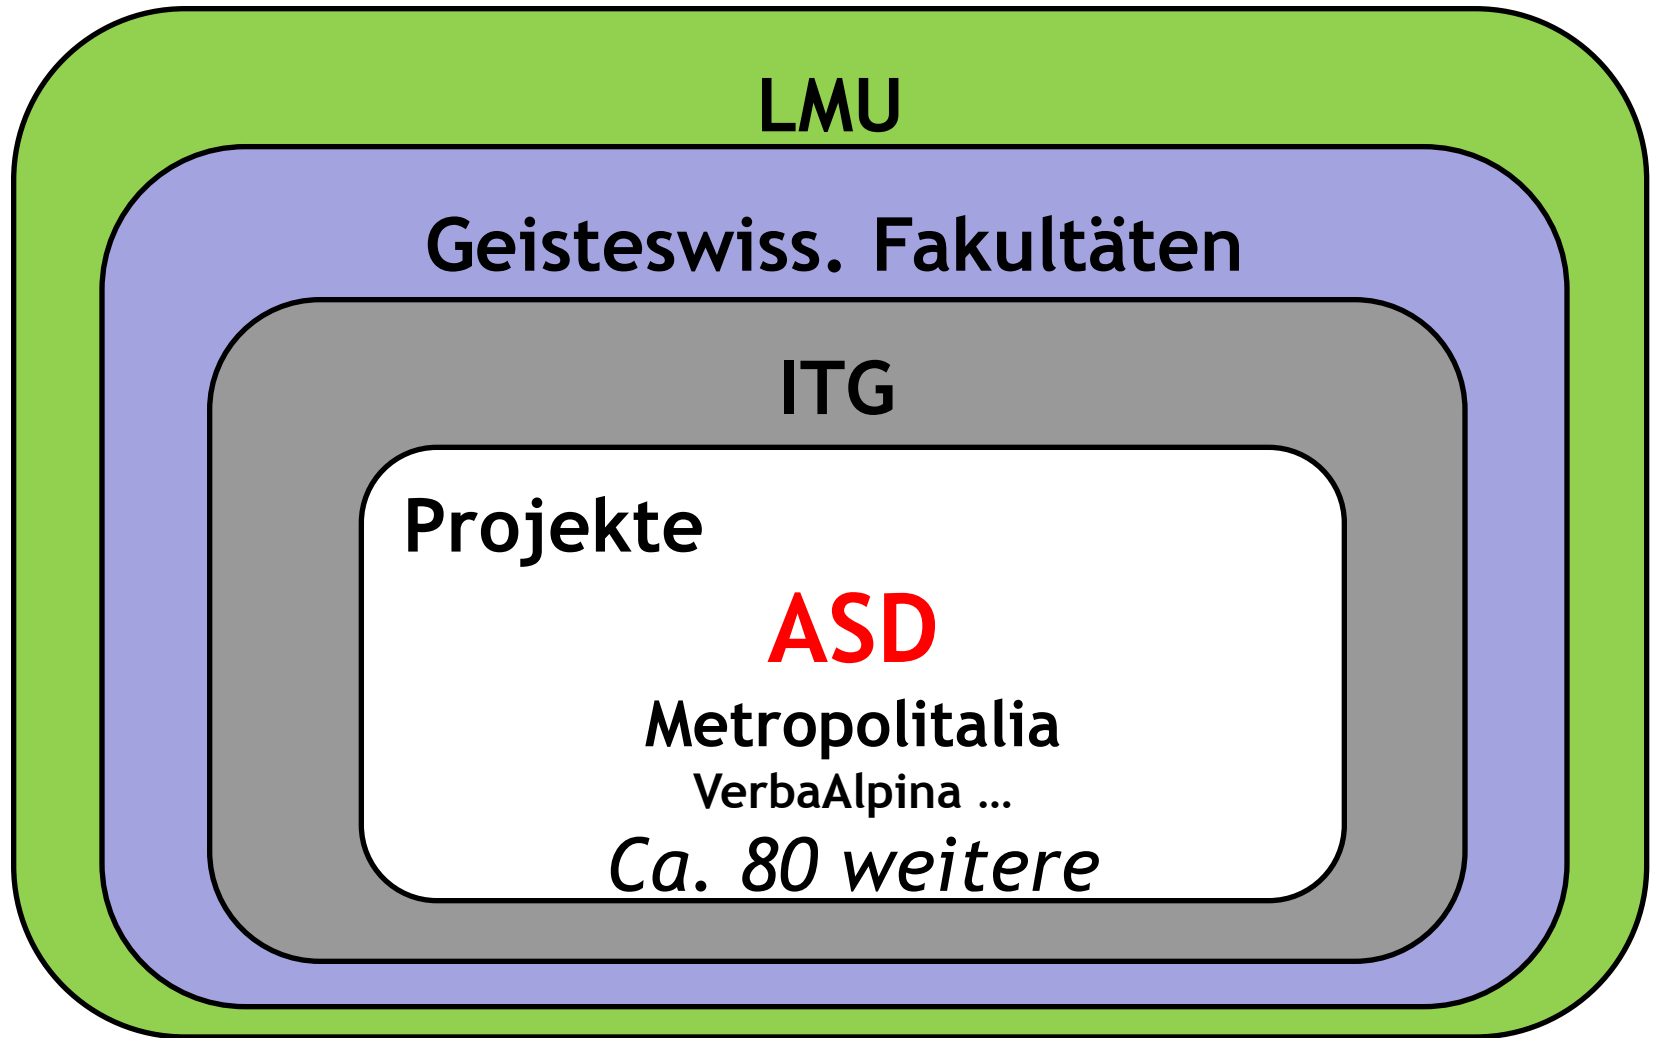 LMU
Geisteswiss. Fakultäten
ITG
Projekte
ASD
Metropolitalia
VerbaAlpina …
Ca. 80 weitere